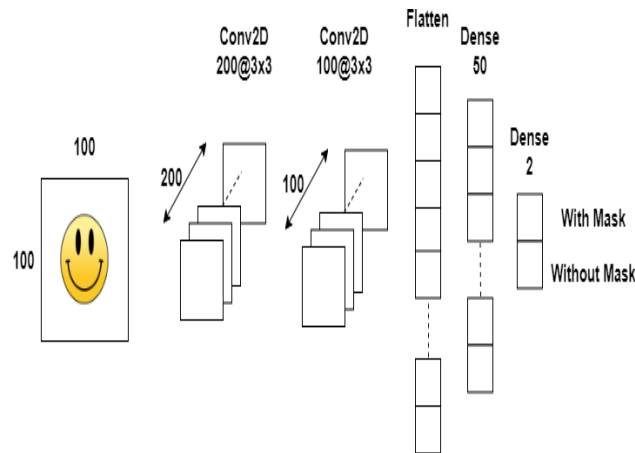 100
100
Conv2D
200@3x3
200
Conv2D
100@3x3
100
Flatten
Dense
50
Dense
2
With Mask
Without Mask